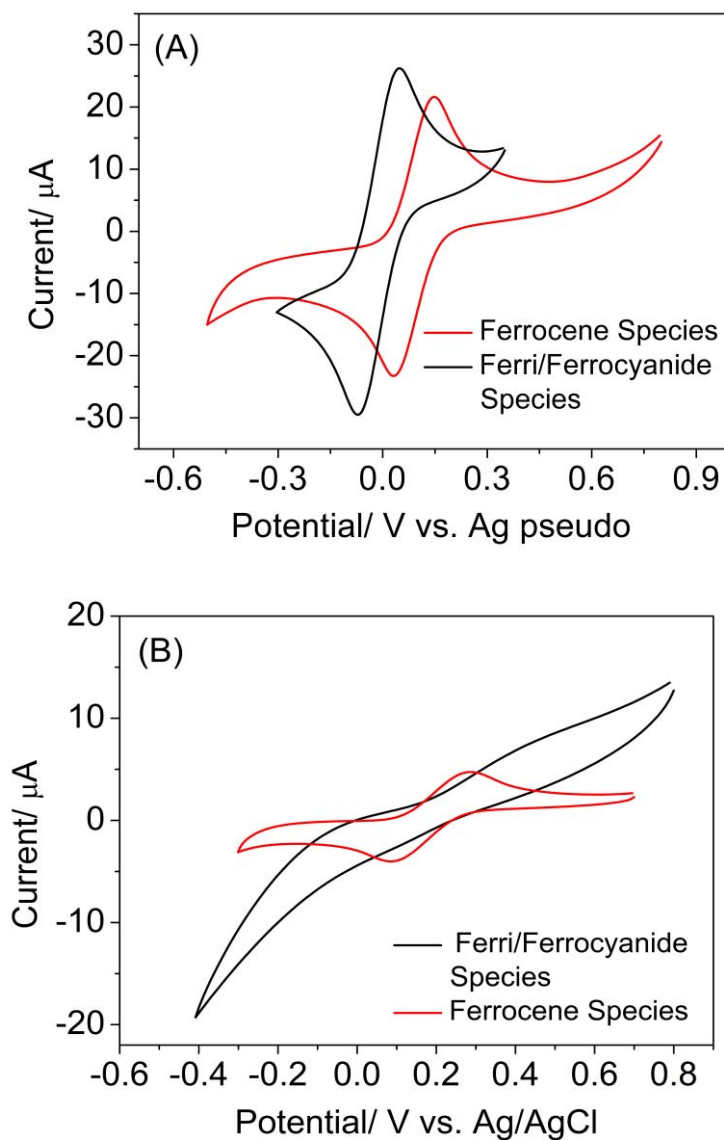 (A)
30
20
10
0
-10
-20
-30
Current/ μA
Ferrocene Species
Ferri/Ferrocyanide
Species
-0.6 -0.3 0.0 0.3 0.6 0.9
Potential/ V vs. Ag pseudo
(B)
20
10
0
-10
-20
Current/ μA
Ferri/Ferrocyanide
Species
Ferrocene Species
-0.6 -0.4 -0.2 0.0 0.2 0.4 0.6 0.8
Potential/ V vs. Ag/AgCl